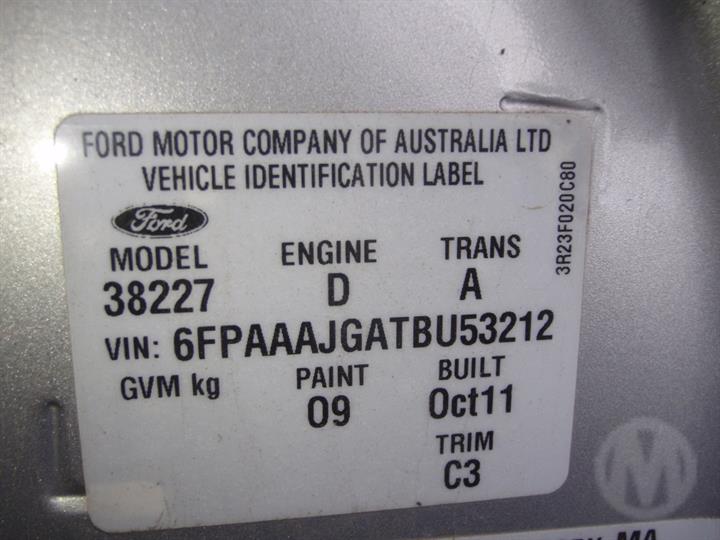 FORD MOTOR COMPANY OF AUSTRALIA LTD
VEHICLE IDENTIFICATION LABEL
Ford
MODEL ENGINE TRANS
38227 D A
VIN: 6FPAAAJGATBU53212
GVM kg PAINT BUILT
09 Oct11
TRIM
C3
3R23F020C80
M